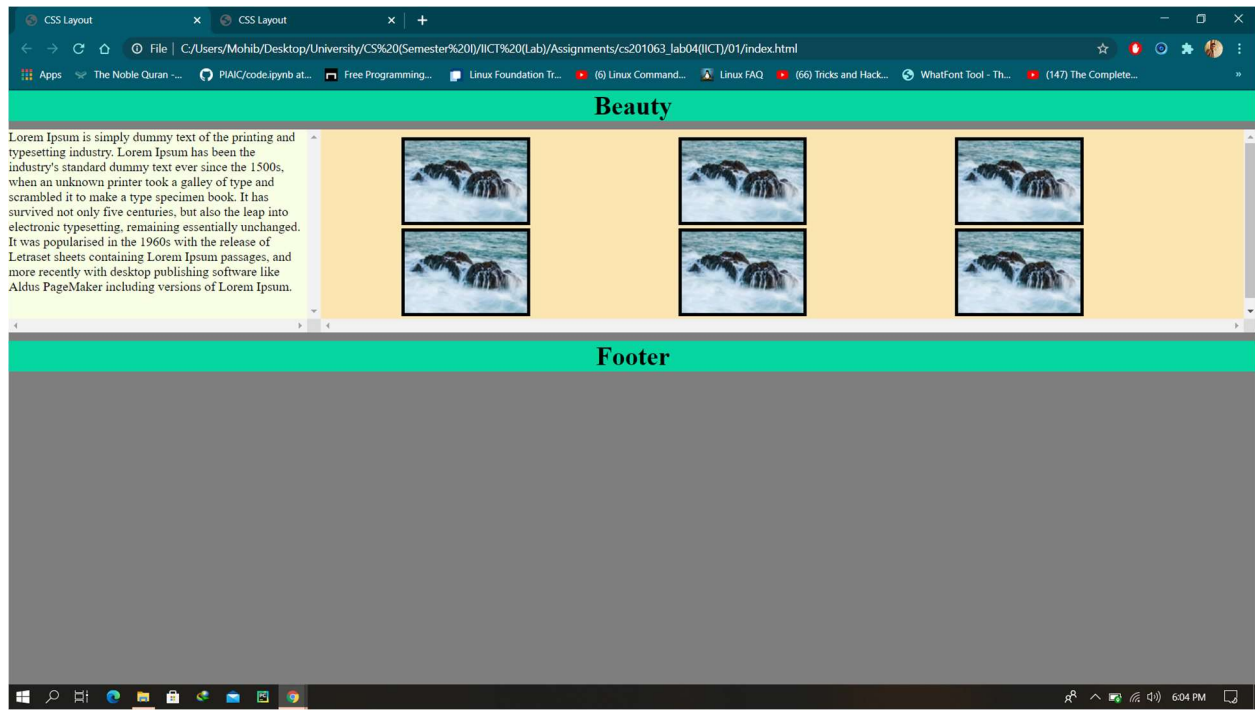 CSS Layout
CSS Layout
File | C:/Users/Mohib/Desktop/University/CS%20(Semester%20I)/IICT%20(Lab)/Assignments/cs201063_lab04(IICT)/01/index.html
Apps The Noble Quran -... PIAIC/code.ipynb at... Free Programming... Linux Foundation Tr... (6) Linux Command... Linux FAQ (66) Tricks and Hack... WhatFont Tool - Th... (147) The Complete... »
Beauty
Lorem Ipsum is simply dummy text of the printing and
typesetting industry. Lorem Ipsum has been the
industry's standard dummy text ever since the 1500s,
when an unknown printer took a galley of type and
scrambled it to make a type specimen book. It has
survived not only five centuries, but also the leap into
electronic typesetting, remaining essentially unchanged.
It was popularised in the 1960s with the release of
Letraset sheets containing Lorem Ipsum passages, and
more recently with desktop publishing software like
Aldus PageMaker including versions of Lorem Ipsum.
Footer
6:04 PM